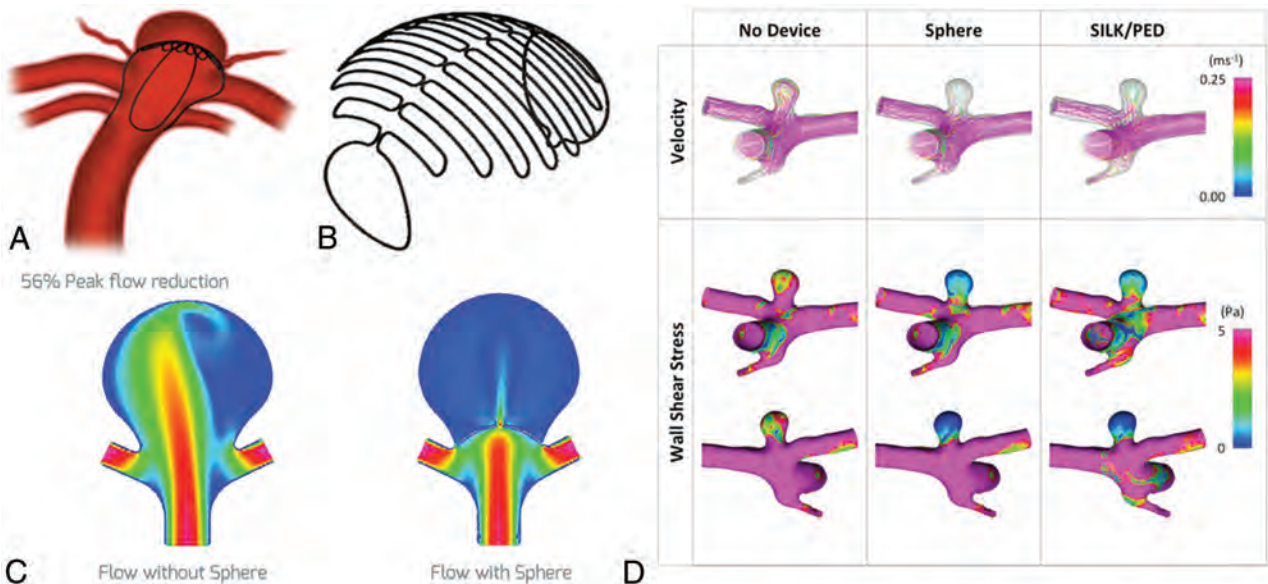 A
B
56% Peak flow reduction
C
Flow without Sphere
Flow with Sphere
D
No Device
Sphere
SILK/PED
Velocity
(ms⁻¹)
0.25
0.00
Wall Shear Stress
(Pa)
5
0